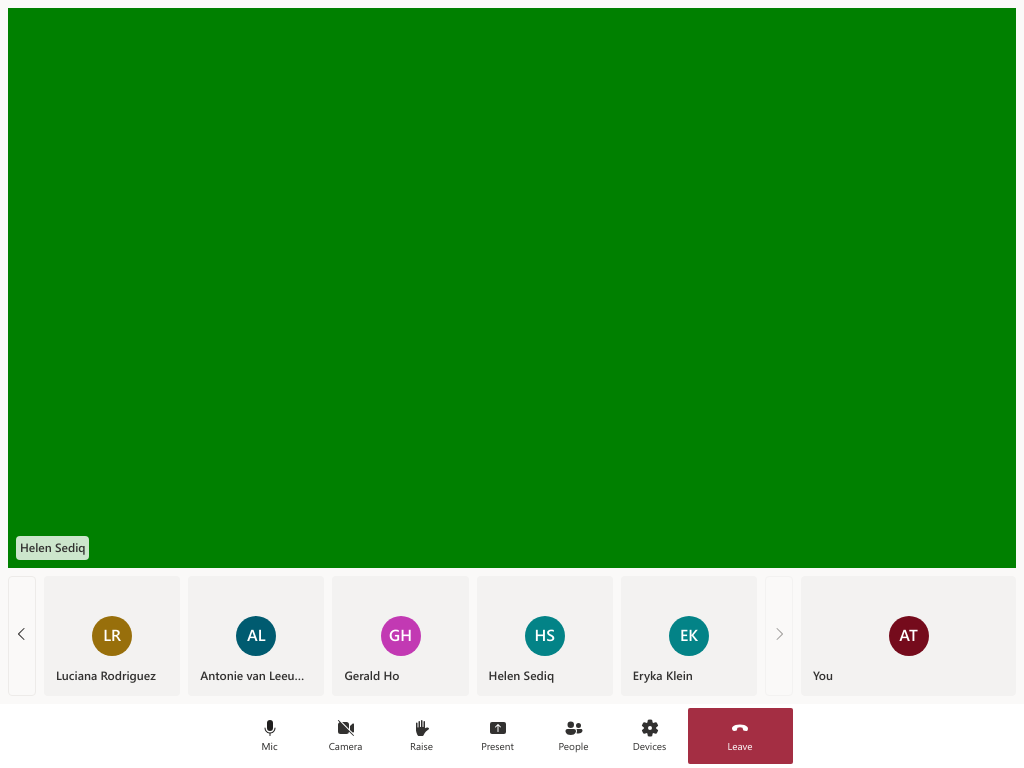 Helen Sediq
LR
AL
GH
HS
EK
AT
Luciana Rodriguez
Antonie van Leeu...
Gerald Ho
Helen Sediq
Eryka Klein
You
Mic
Camera
Raise
Present
People
Devices
Leave